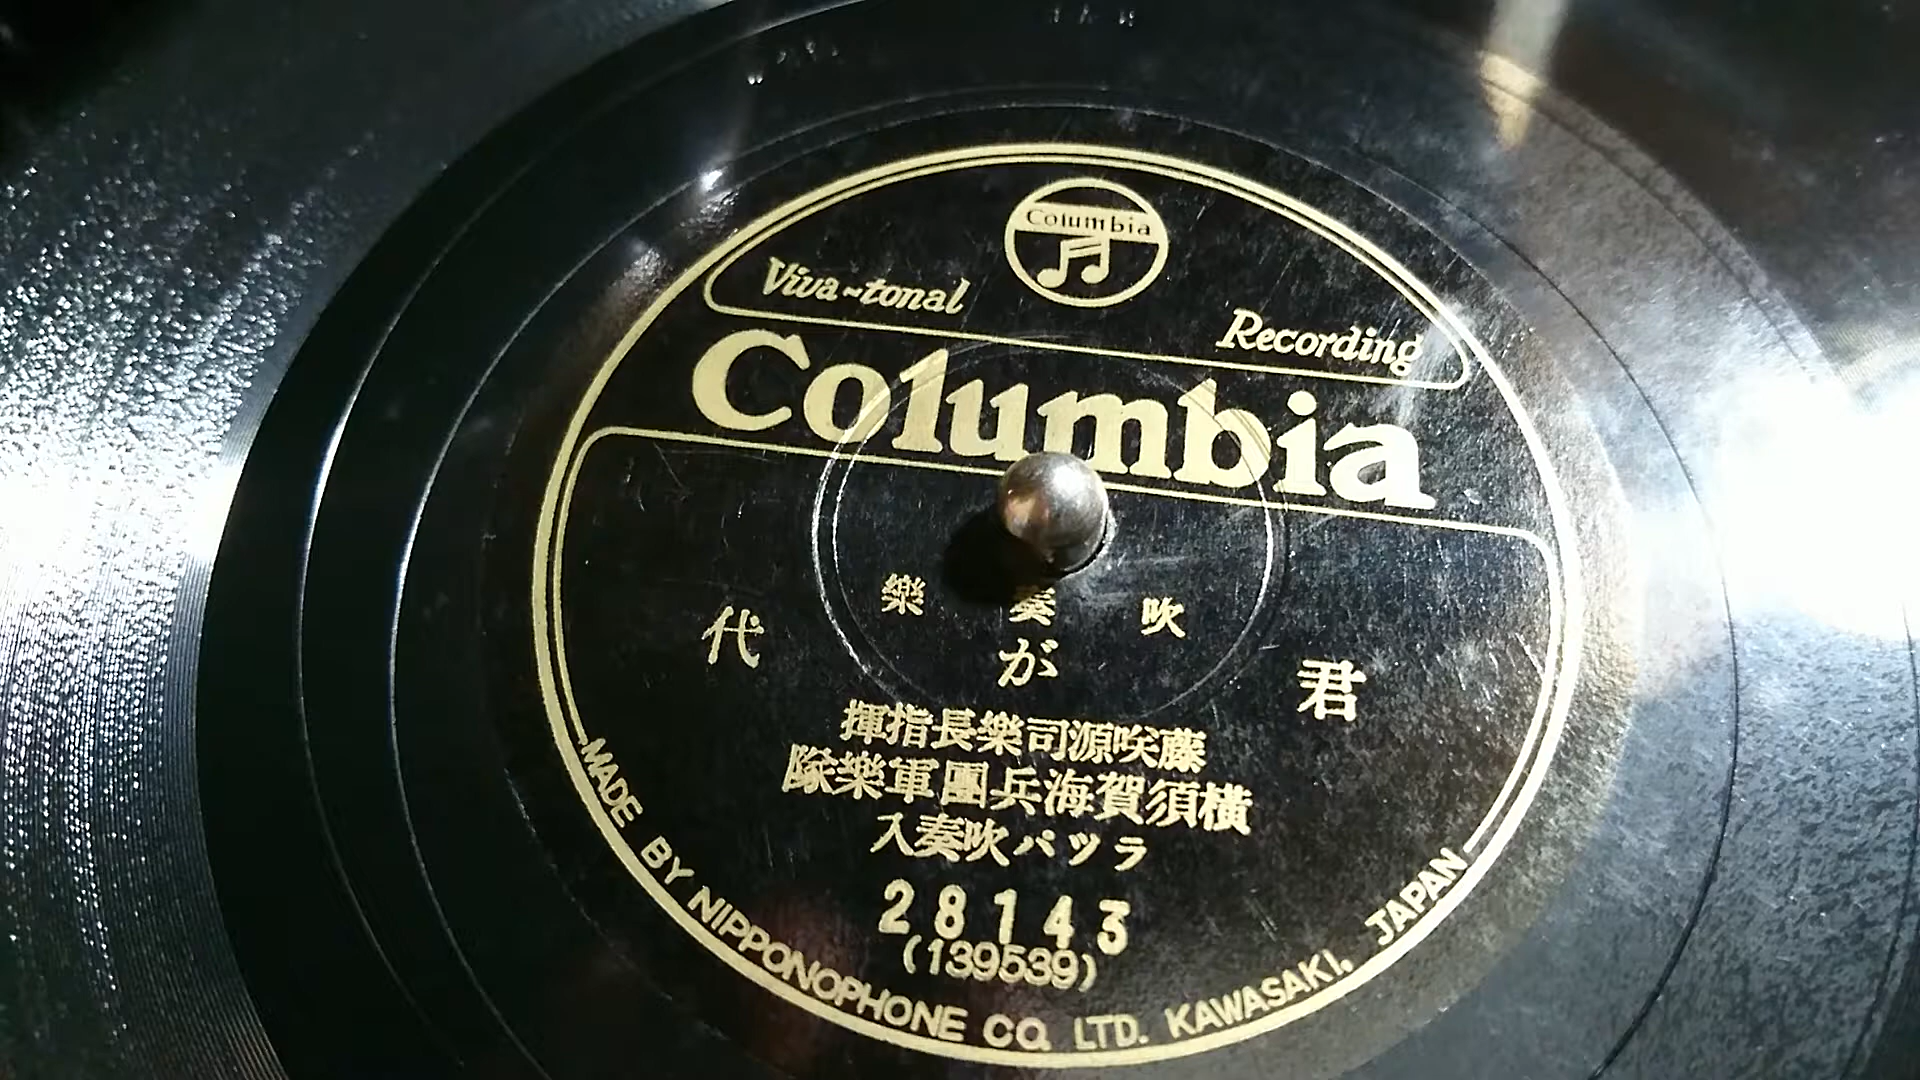 Columbia
Viva-tonal Recording
Columbia
吹奏樂
君が代
藤咲源司樂長指揮
橫須賀海兵團軍樂隊
ラツパ吹奏入
28143
(139539)
MADE BY NIPPONOPHONE CO. LTD. KAWASAKI, JAPAN